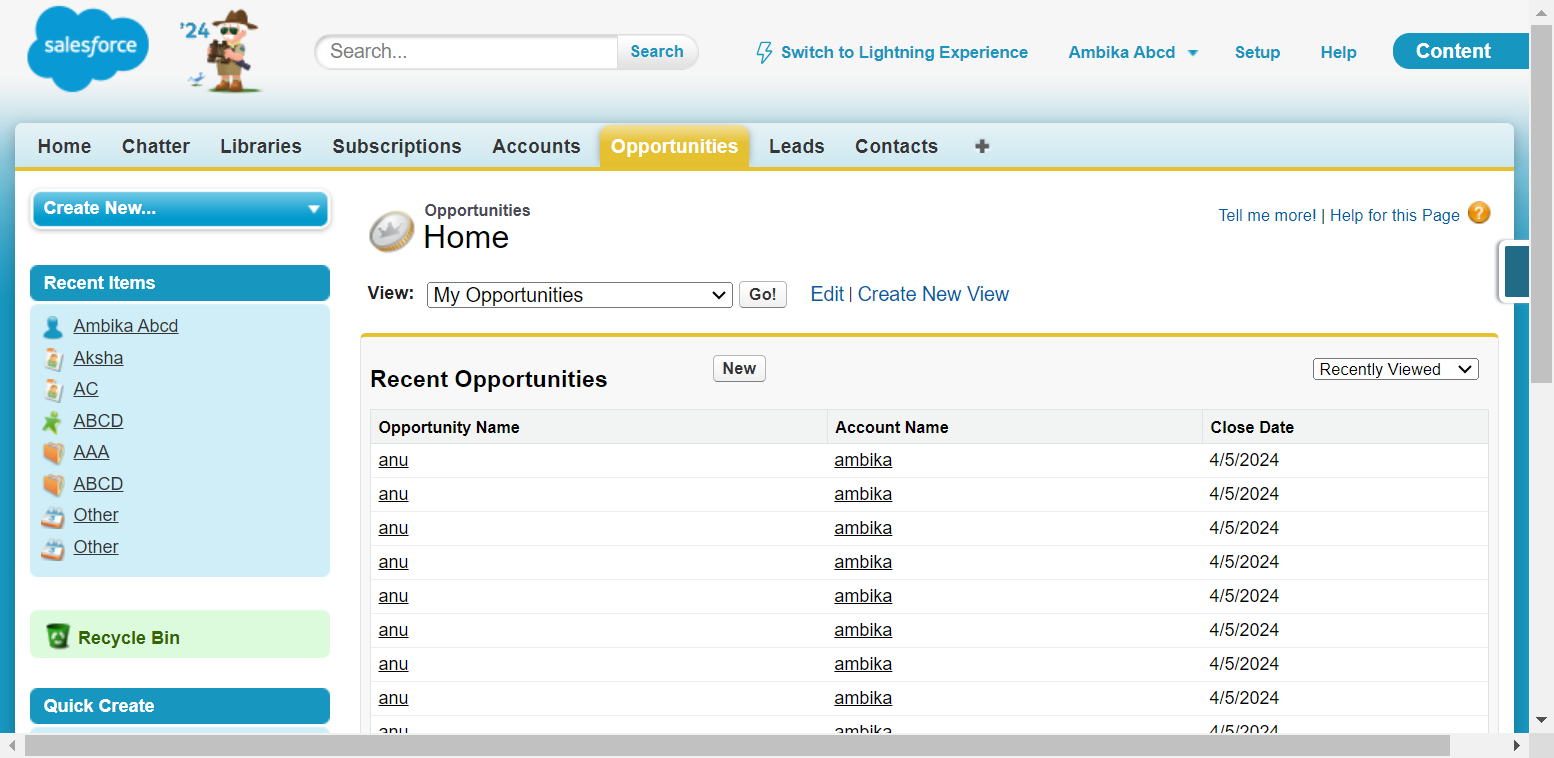 salesforce
'24
Search...
Search
Switch to Lightning Experience
Ambika Abcd
Setup
Help
Content
Home
Chatter
Libraries
Subscriptions
Accounts
Opportunities
Leads
Contacts
+
Create New...
Recent Items
Ambika Abcd
Aksha
AC
ABCD
AAA
ABCD
Other
Other
Recycle Bin
Quick Create
Opportunities
Home
Tell me more! | Help for this Page ?
View: My Opportunities Go! Edit | Create New View
Recent Opportunities New Recently Viewed
Opportunity Name Account Name Close Date
anu ambika 4/5/2024
anu ambika 4/5/2024
anu ambika 4/5/2024
anu ambika 4/5/2024
anu ambika 4/5/2024
anu ambika 4/5/2024
anu ambika 4/5/2024
anu ambika 4/5/2024
anu ambika 4/5/2024